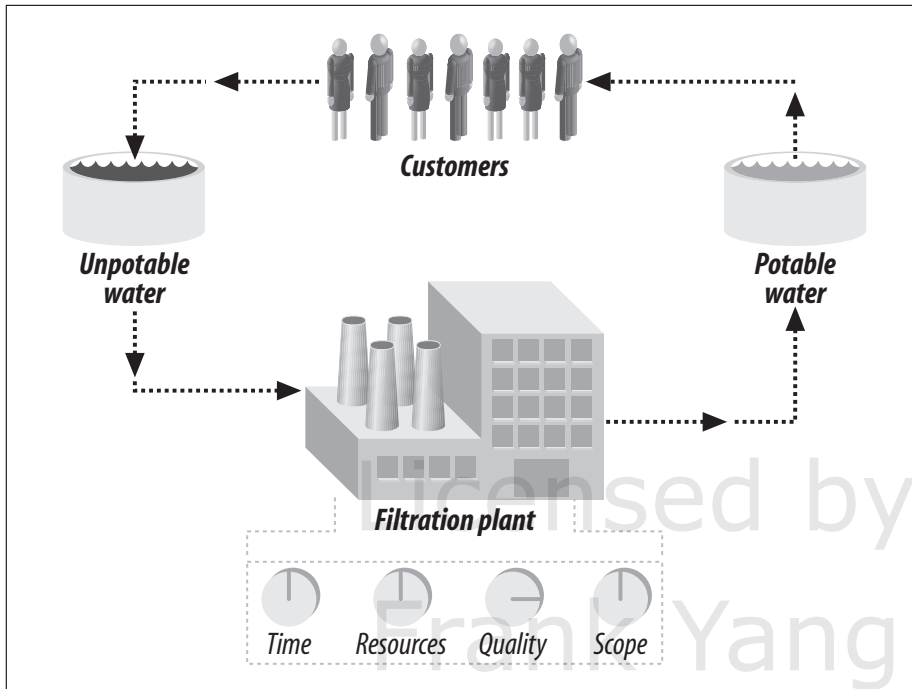 Customers
Unpotable
water
Potable
water
Filtration plant
Time Resources Quality Scope
Licensed by
Frank Yang